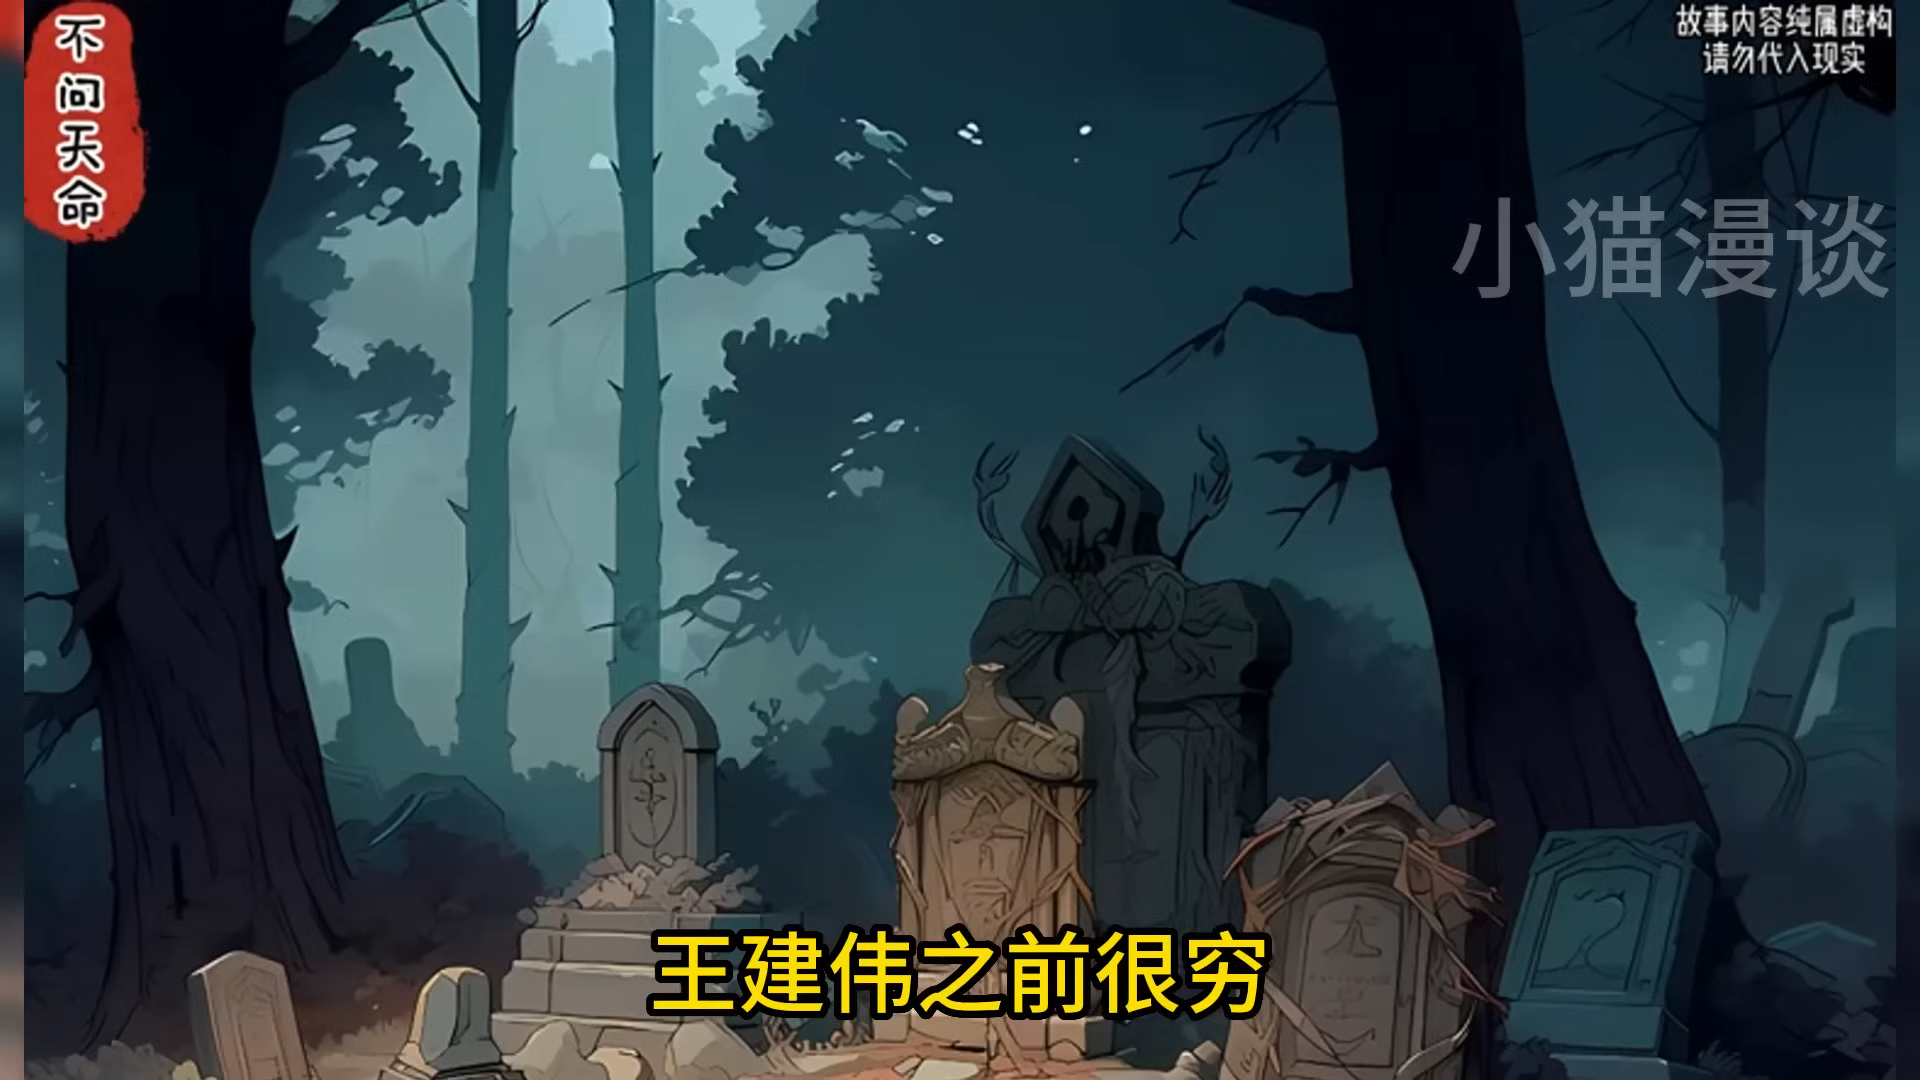 不问天命
故事内容纯属虚构
请勿代入现实
小猫漫谈
王建伟之前很穷